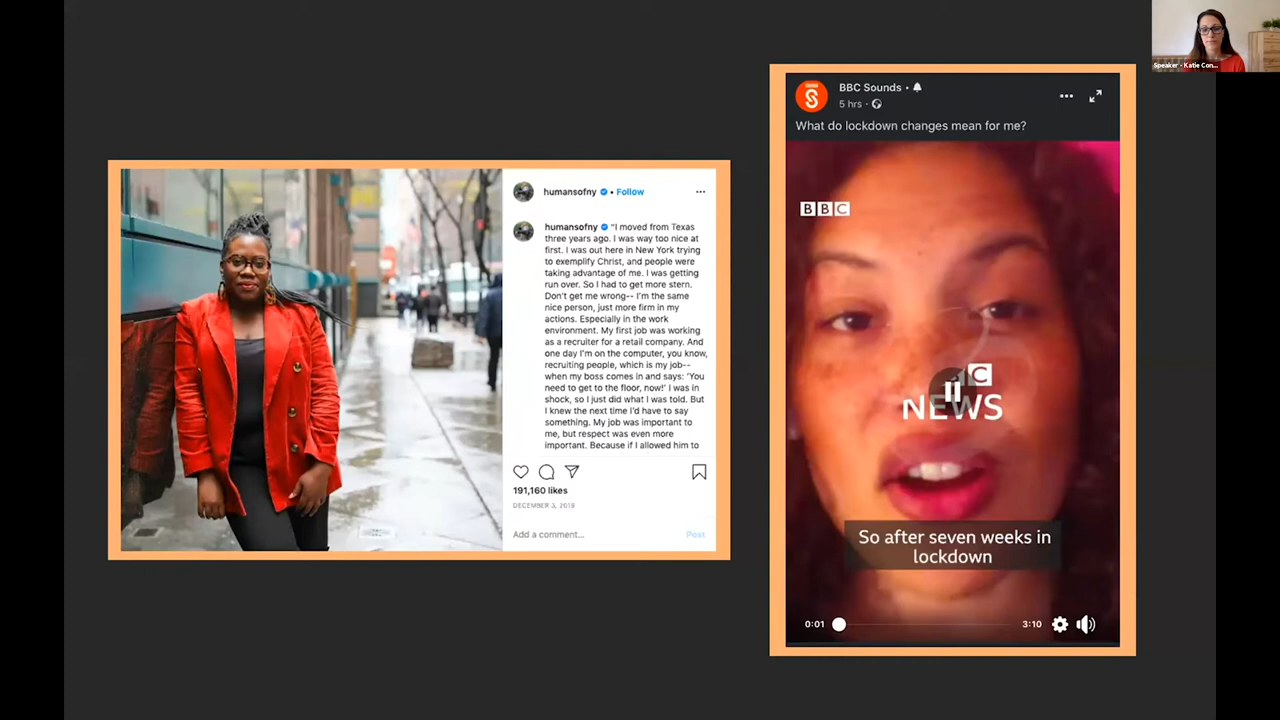 Speaker - Katie Con...
humansofny • Follow
humansofny "I moved from Texas
three years ago. I was way too nice at
first. I was out here in New York trying
to exemplify Christ, and people were
taking advantage of me. I was getting
run over. So I had to get more stern.
Don't get me wrong-- I'm the same
nice person, just more firm in my
actions. Especially in the work
environment. My first job was working
as a recruiter for a retail company. And
one day I'm on the computer, you know,
recruiting people, which is my job--
when my boss comes in and says: 'You
need to get to the floor, now!' I was in
shock, so I just did what I was told. But
I knew the next time I'd have to say
something. My job was important to
me, but respect was even more
important. Because if I allowed him to
191,160 likes
DECEMBER 3, 2019
Add a comment...
Post
BBC Sounds •
5 hrs •
What do lockdown changes mean for me?
BBC
C
NEWS
So after seven weeks in
lockdown
0:01
3:10